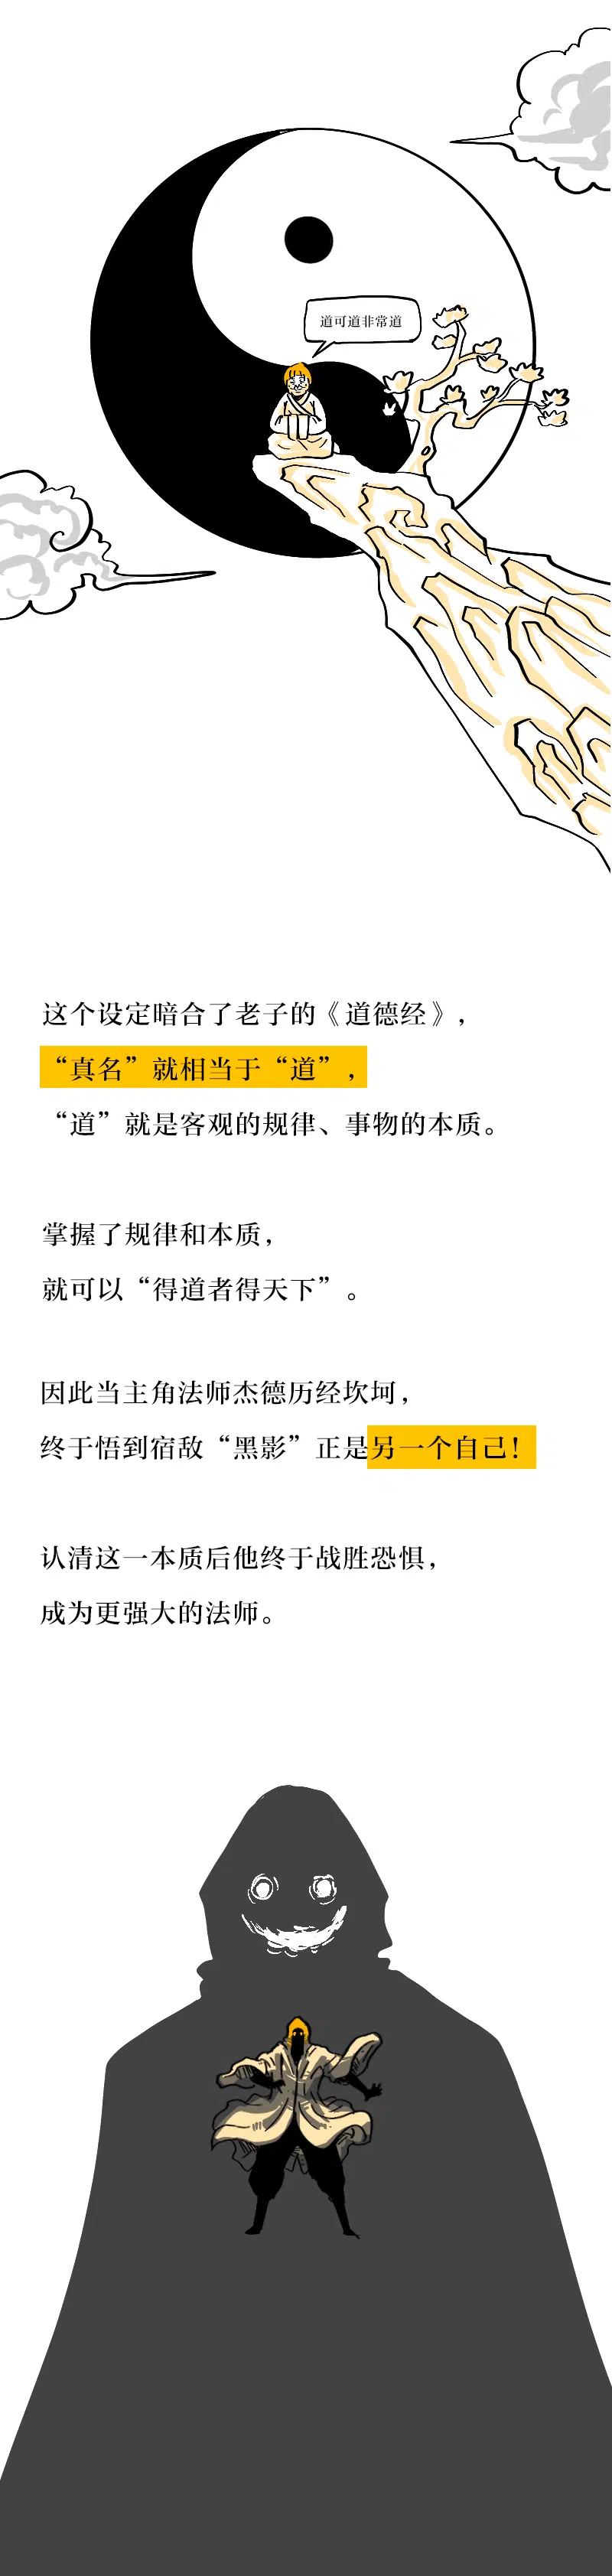 道可道非常道
这个设定暗合了老子的《道德经》，
“真名”就相当于“道”，
“道”就是客观的规律、事物的本质。
掌握了规律和本质，
就可以“得道者得天下”。
因此当主角法师杰德历经坎坷，
终于悟到宿敌“黑影”正是另一个自己！
认清这一本质后他终于战胜恐惧，
成为更强大的法师。